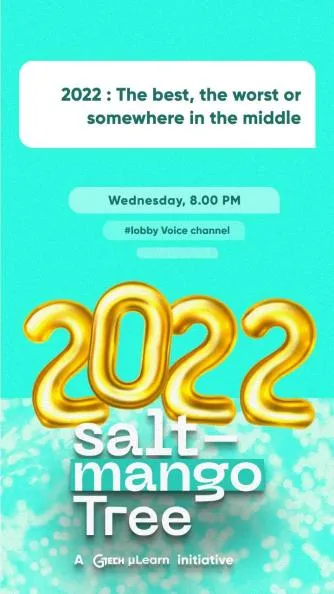 2022 : The best, the worst or
somewhere in the middle
Wednesday, 8.00 PM
#lobby Voice channel
2022
salt-
mango
Tree
A GTECH µLearn initiative